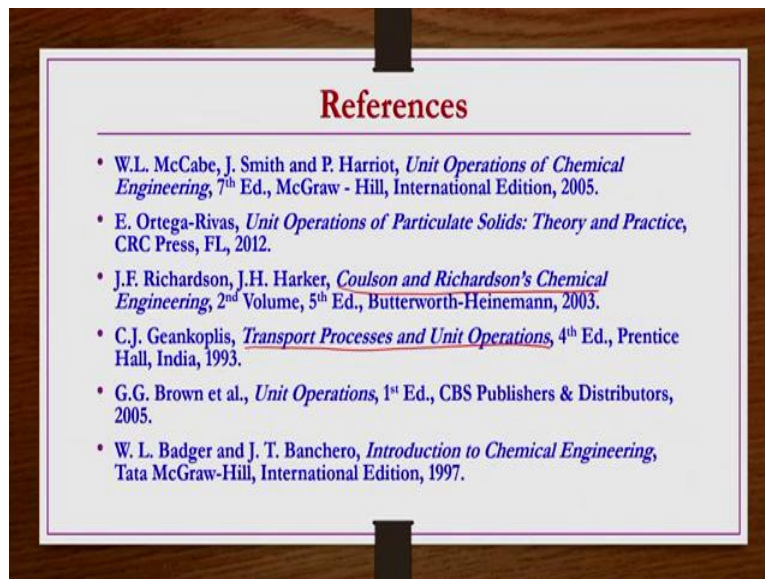 References
• W.L. McCabe, J. Smith and P. Harriot, Unit Operations of Chemical
Engineering, 7th Ed., McGraw - Hill, International Edition, 2005.
• E. Ortega-Rivas, Unit Operations of Particulate Solids: Theory and Practice,
CRC Press, FL, 2012.
• J.F. Richardson, J.H. Harker, Coulson and Richardson's Chemical
Engineering, 2nd Volume, 5th Ed., Butterworth-Heinemann, 2003.
• C.J. Geankoplis, Transport Processes and Unit Operations, 4th Ed., Prentice
Hall, India, 1993.
• G.G. Brown et al., Unit Operations, 1st Ed., CBS Publishers & Distributors,
2005.
• W. L. Badger and J. T. Banchero, Introduction to Chemical Engineering,
Tata McGraw-Hill, International Edition, 1997.